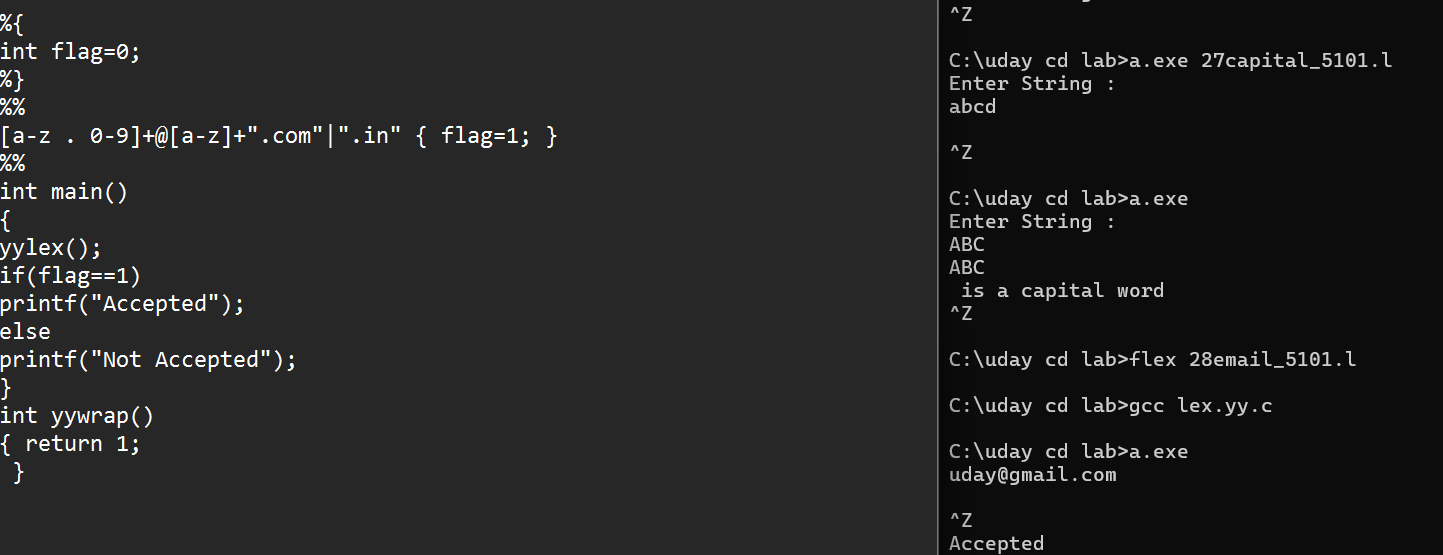 %{
int flag=0;
%}
%%
[a-z . 0-9]+@[a-z]+".com"|".in" { flag=1; }
%%
int main()
{
yylex();
if(flag==1)
printf("Accepted");
else
printf("Not Accepted");
}
int yywrap()
{ return 1;
 }
^Z
C:\uday cd lab>a.exe 27capital_5101.l
Enter String :
abcd
^Z
C:\uday cd lab>a.exe
Enter String :
ABC
ABC
 is a capital word
^Z
C:\uday cd lab>flex 28email_5101.l
C:\uday cd lab>gcc lex.yy.c
C:\uday cd lab>a.exe
uday@gmail.com
^Z
Accepted